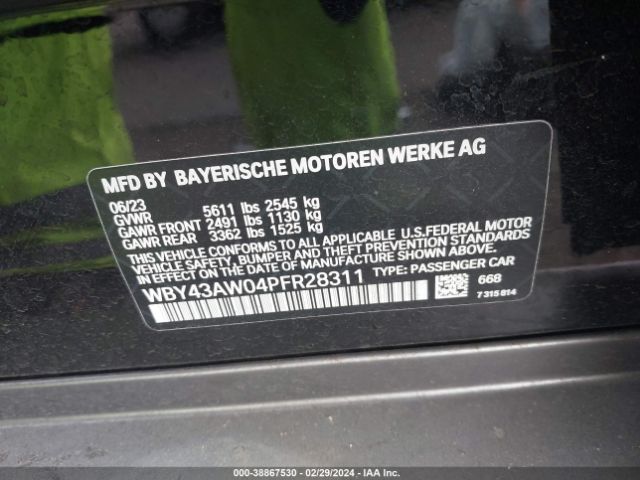 MFD BY BAYERISCHE MOTOREN WERKE AG
06/23
GVWR 5611 lbs 2545 kg
GAWR FRONT 2491 lbs 1130 kg
GAWR REAR 3362 lbs 1525 kg
THIS VEHICLE CONFORMS TO ALL APPLICABLE U.S.FEDERAL MOTOR
VEHICLE SAFETY, BUMPER, AND THEFT PREVENTION STANDARDS
IN EFFECT ON THE DATE OF MANUFACTURE SHOWN ABOVE.
WBY43AW04PFR28311 TYPE: PASSENGER CAR
668
7315814
000-38867530 - 02/29/2024 - IAA Inc.